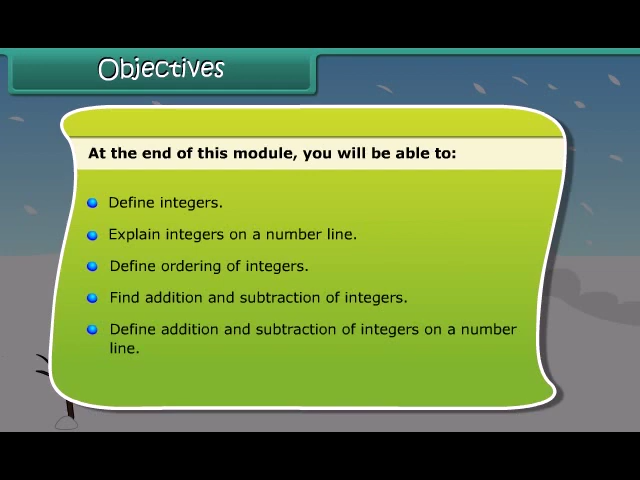 Objectives
At the end of this module, you will be able to:
Define integers.
Explain integers on a number line.
Define ordering of integers.
Find addition and subtraction of integers.
Define addition and subtraction of integers on a number
line.